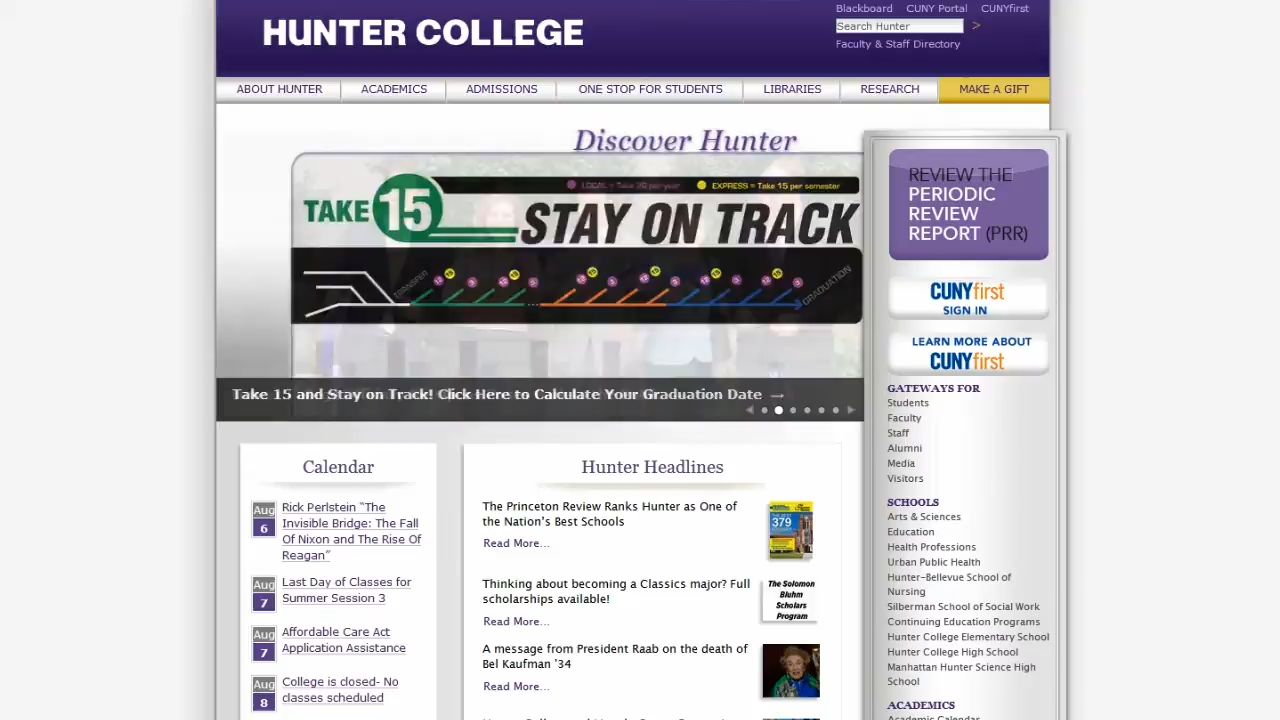 Blackboard CUNY Portal CUNYfirst
HUNTER COLLEGE
Search Hunter >
Faculty & Staff Directory
ABOUT HUNTER ACADEMICS ADMISSIONS ONE STOP FOR STUDENTS LIBRARIES RESEARCH MAKE A GIFT
Discover Hunter
LOCAL = Take 30 per year EXPRESS = Take 15 per semester
TAKE 15 STAY ON TRACK
TRANSFER
GRADUATION
Take 15 and Stay on Track! Click Here to Calculate Your Graduation Date →
Calendar
Aug 6
Rick Perlstein “The
Invisible Bridge: The Fall
Of Nixon and The Rise Of
Reagan”
Aug 7
Last Day of Classes for
Summer Session 3
Aug 7
Affordable Care Act
Application Assistance
Aug 8
College is closed- No
classes scheduled
Hunter Headlines
The Princeton Review Ranks Hunter as One of
the Nation’s Best Schools
Read More...
THE BEST
379
Thinking about becoming a Classics major? Full
scholarships available!
Read More...
The Solomon
Bluhm
Scholars
Program
A message from President Raab on the death of
Bel Kaufman ’34
Read More...
REVIEW THE
PERIODIC
REVIEW
REPORT (PRR)
CUNYfirst
SIGN IN
LEARN MORE ABOUT
CUNYfirst
GATEWAYS FOR
Students
Faculty
Staff
Alumni
Media
Visitors
SCHOOLS
Arts & Sciences
Education
Health Professions
Urban Public Health
Hunter-Bellevue School of
Nursing
Silberman School of Social Work
Continuing Education Programs
Hunter College Elementary School
Hunter College High School
Manhattan Hunter Science High
School
ACADEMICS
Academic Calendar